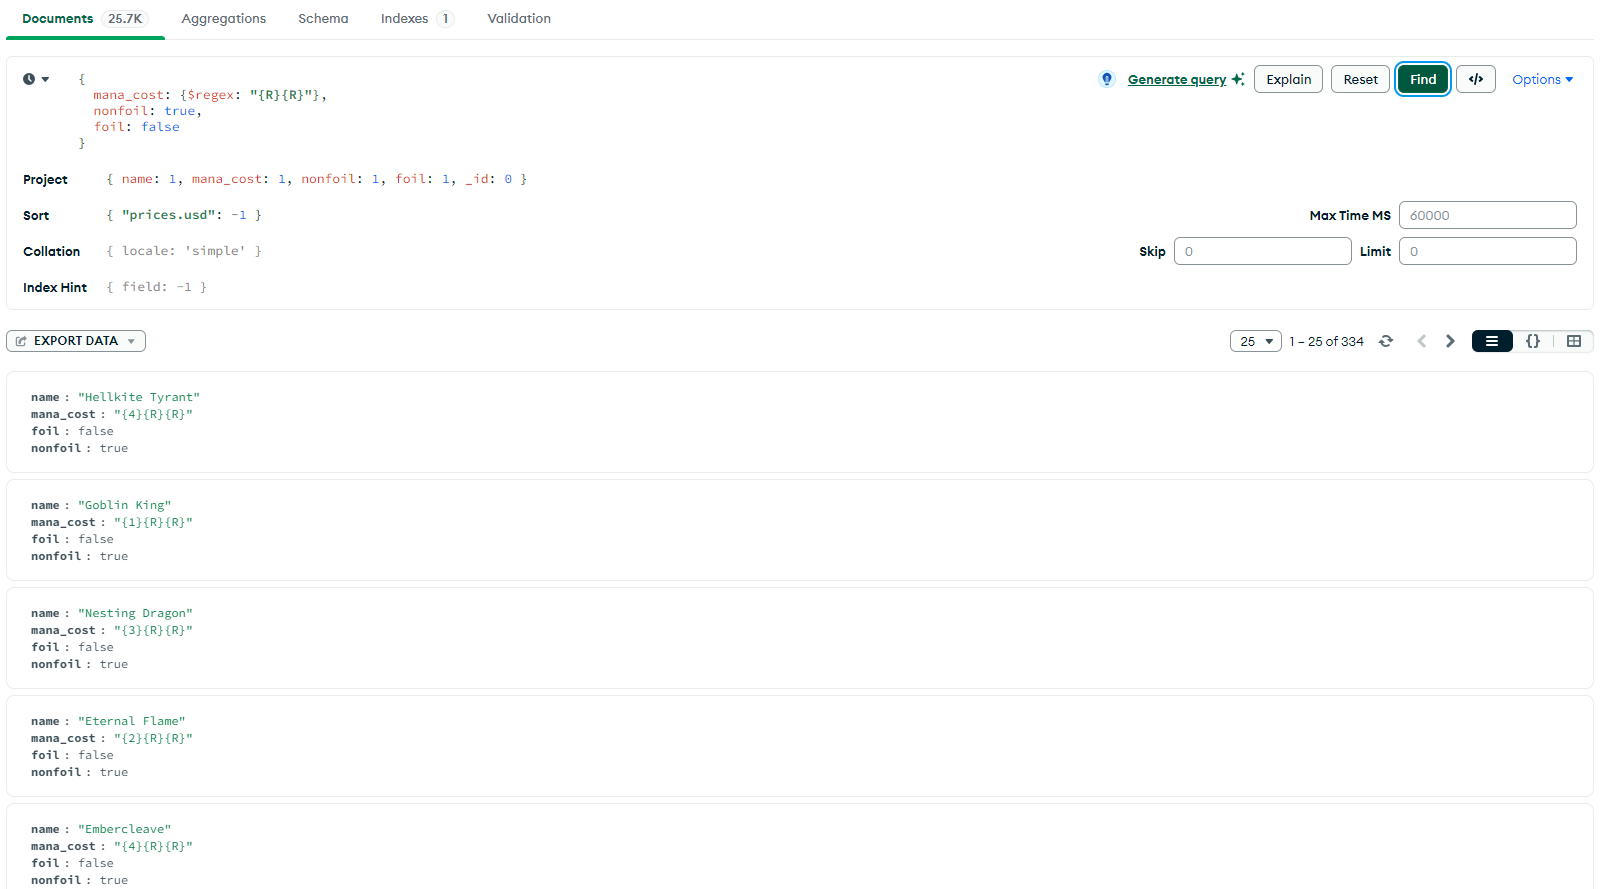 Documents 25.7K Aggregations Schema Indexes 1 Validation
{
mana_cost: {$regex: "{R}{R}"},
nonfoil: true,
foil: false
}
Generate query Explain Reset Find </> Options
Project { name: 1, mana_cost: 1, nonfoil: 1, foil: 1, _id: 0 }
Sort { "prices.usd": -1 } Max Time MS 60000
Collation { locale: 'simple' } Skip 0 Limit 0
Index Hint { field: -1 }
EXPORT DATA 25 1 – 25 of 334 {}
name : "Hellkite Tyrant"
mana_cost : "{4}{R}{R}"
foil : false
nonfoil : true
name : "Goblin King"
mana_cost : "{1}{R}{R}"
foil : false
nonfoil : true
name : "Nesting Dragon"
mana_cost : "{3}{R}{R}"
foil : false
nonfoil : true
name : "Eternal Flame"
mana_cost : "{2}{R}{R}"
foil : false
nonfoil : true
name : "Embercleave"
mana_cost : "{4}{R}{R}"
foil : false
nonfoil : true